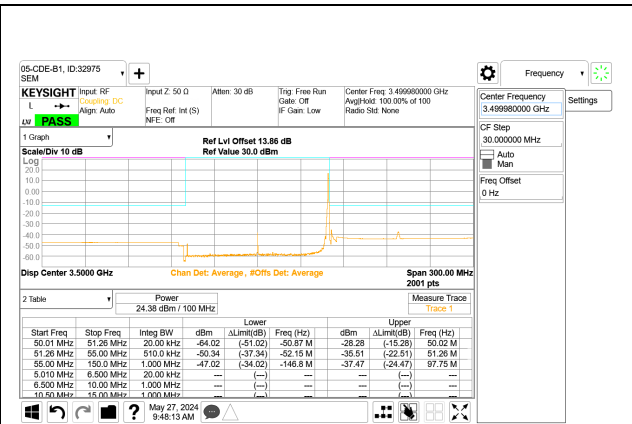 05-CDE-B1, ID:32975
SEM
Frequency
KEYSIGHT
Input: RF
Coupling: DC
Align: Auto
Input Z: 50 Ω
Freq Ref: Int (S)
NFE: Off
Atten: 30 dB
Trig: Free Run
Gate: Off
IF Gain: Low
Center Freq: 3.499980000 GHz
Avg|Hold: 100.00% of 100
Radio Std: None
L
LXI PASS
Center Frequency
3.499980000 GHz
Settings
CF Step
30.000000 MHz
Auto
Man
Freq Offset
0 Hz
1 Graph
Scale/Div 10 dB
Ref Lvl Offset 13.86 dB
Ref Value 30.0 dBm
Log
20.0
10.0
0.00
-10.0
-20.0
-30.0
-40.0
-50.0
-60.0
Disp Center 3.5000 GHz
Chan Det: Average, #Offs Det: Average
Span 300.00 MHz
2001 pts
2 Table
Power
24.38 dBm / 100 MHz
Measure Trace
Trace 1
Lower Upper
Start Freq Stop Freq Integ BW dBm ΔLimit(dB) Freq (Hz) dBm ΔLimit(dB) Freq (Hz)
50.01 MHz 51.26 MHz 20.00 kHz -64.02 (-51.02) -50.87 M -28.28 (-15.28) 50.02 M
51.26 MHz 55.00 MHz 510.0 kHz -50.34 (-37.34) -52.15 M -35.51 (-22.51) 51.26 M
55.00 MHz 150.0 MHz 1.000 MHz -47.02 (-34.02) -146.8 M -37.47 (-24.47) 97.75 M
5.010 MHz 6.500 MHz 20.00 kHz --- (---) --- --- (---) ---
6.500 MHz 10.00 MHz 1.000 MHz --- (---) --- --- (---) ---
10.50 MHz 15.00 MHz 1.000 MHz --- (---) --- --- (---) ---
May 27, 2024
9:48:13 AM